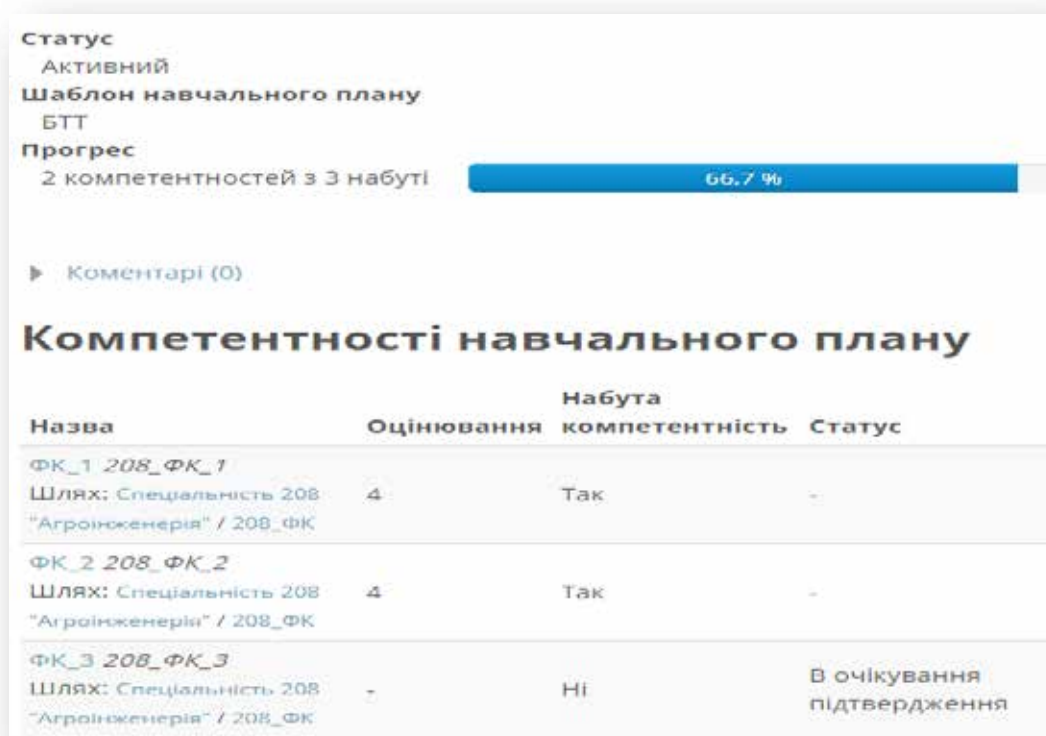 Статус
Активний
Шаблон навчального плану
БТТ
Прогрес
2 компетентностей з 3 набуті 66.7 %
Коментарі (0)
Компетентності навчального плану
Назва Оцінювання Набута компетентність Статус
ФК_1 208_ФК_1
Шлях: Спеціальність 208 4 Так -
"Агроінженерія" / 208_ФК
ФК_2 208_ФК_2
Шлях: Спеціальність 208 4 Так -
"Агроінженерія" / 208_ФК
ФК_3 208_ФК_3
Шлях: Спеціальність 208 - Ні В очікування підтвердження
"Агроінженерія" / 208_ФК